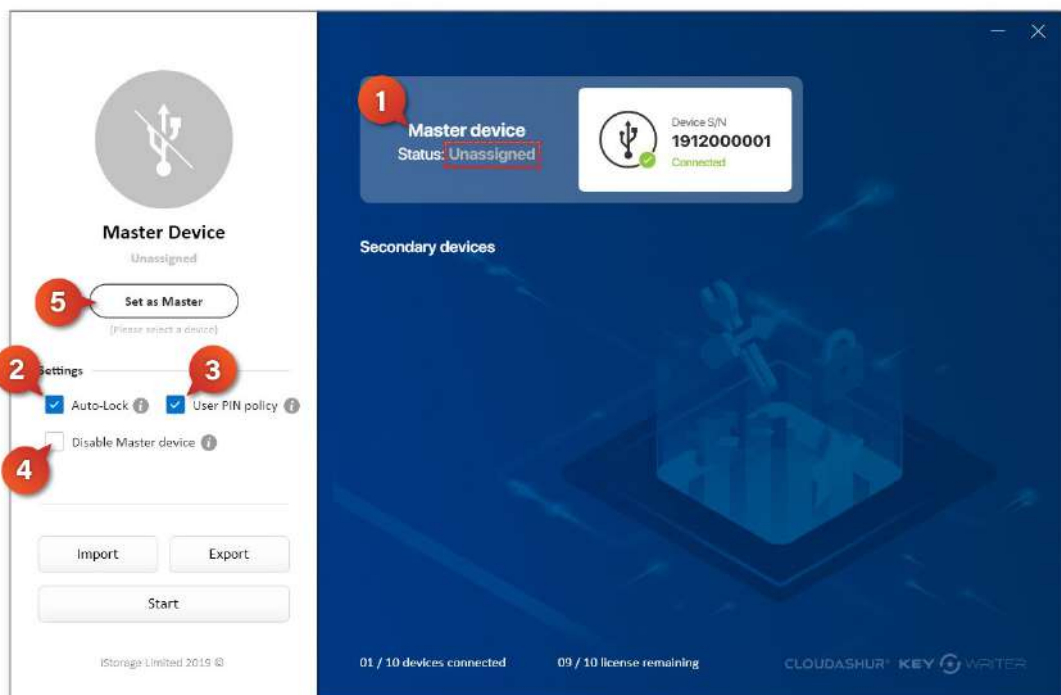 Master Device
Unassigned
5
Set as Master
(Please select a device)
2
Settings
3
Auto-Lock
User PIN policy
4
Disable Master device
Import
Export
Start
iStorage Limited 2019 ©
1
Master device
Status: Unassigned
Device S/N
1912000001
Connected
Secondary devices
01 / 10 devices connected
09 / 10 license remaining
CLOUDASHUR® KEY WRITER